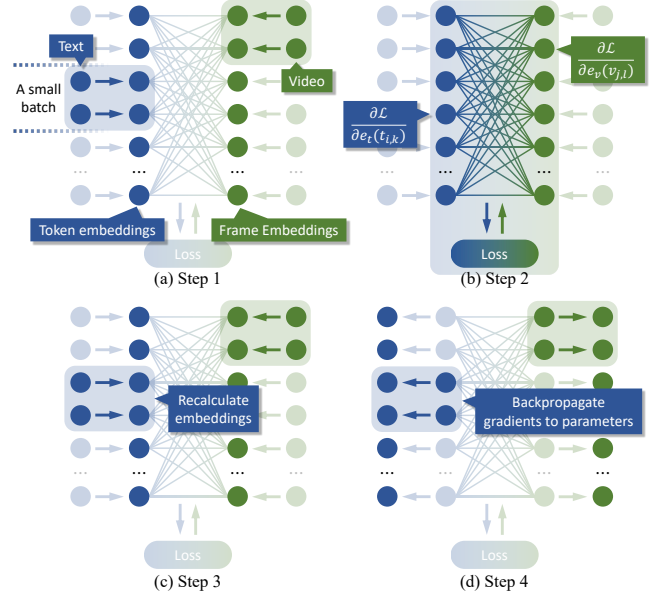 Text
A small
batch
Video
...
...
...
...
Token embeddings
Frame Embeddings
Loss
(a) Step 1
∂ℒ
∂e_v(v_{j,l})
∂ℒ
∂e_t(t_{i,k})
...
...
...
...
Loss
(b) Step 2
Recalculate
embeddings
...
...
...
...
Loss
(c) Step 3
Backpropagate
gradients to parameters
...
...
...
...
Loss
(d) Step 4